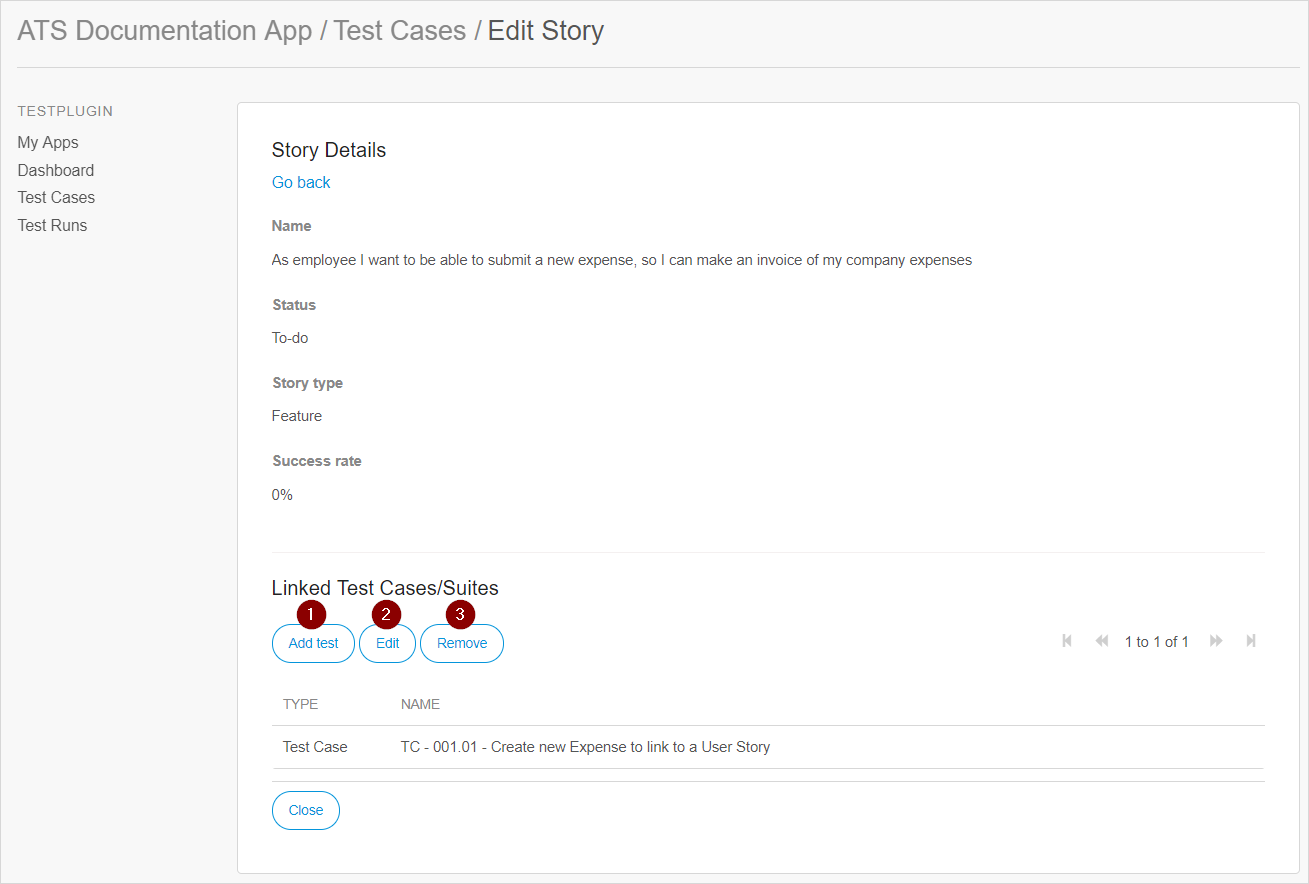 ATS Documentation App / Test Cases / Edit Story
TESTPLUGIN
My Apps
Dashboard
Test Cases
Test Runs
Story Details
Go back
Name
As employee I want to be able to submit a new expense, so I can make an invoice of my company expenses
Status
To-do
Story type
Feature
Success rate
0%
Linked Test Cases/Suites
1 2 3
Add test Edit Remove 1 to 1 of 1
TYPE NAME
Test Case TC - 001.01 - Create new Expense to link to a User Story
Close